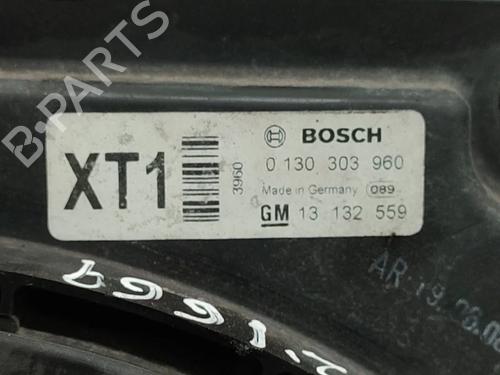 B-PARTS
XT1
3960
BOSCH
0 130 303 960
Made in Germany 089
GM 13 132 559